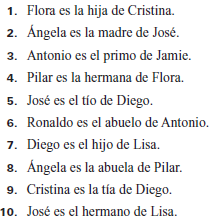 1. Flora es la hija de Cristina.
2. Ángela es la madre de José.
3. Antonio es el primo de Jamie.
4. Pilar es la hermana de Flora.
5. José es el tío de Diego.
6. Ronaldo es el abuelo de Antonio.
7. Diego es el hijo de Lisa.
8. Ángela es la abuela de Pilar.
9. Cristina es la tía de Diego.
10. José es el hermano de Lisa.